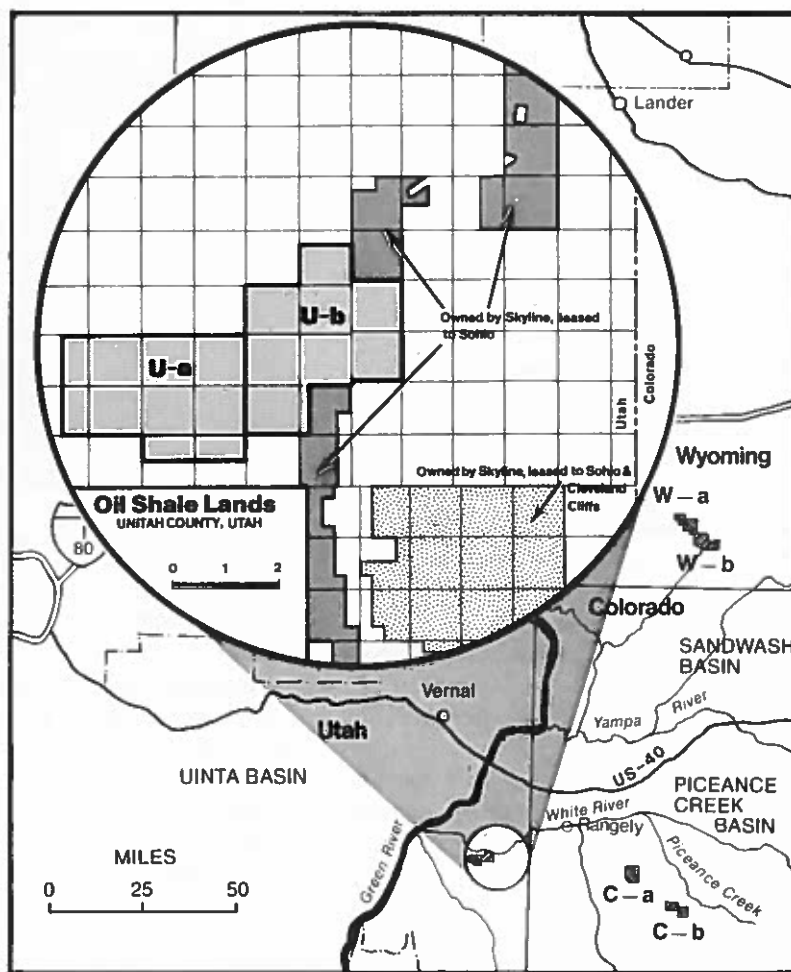 Lander
U-b
Owned by Skyline, leased
to Sohio
U-a
Utah
Colorado
Owned by Skyline, leased to Sohio &
Cleveland
Cliffs
Wyoming
W-a
W-b
Oil Shale Lands
UNITAH COUNTY, UTAH
0 1 2
80
Colorado
SANDWASH
BASIN
Vernal
Utah
Yampa River
US-40
UINTA BASIN
PICEANCE
CREEK
BASIN
White River
Rangely
MILES
0 25 50
Green River
Piceance Creek
C-a
C-b